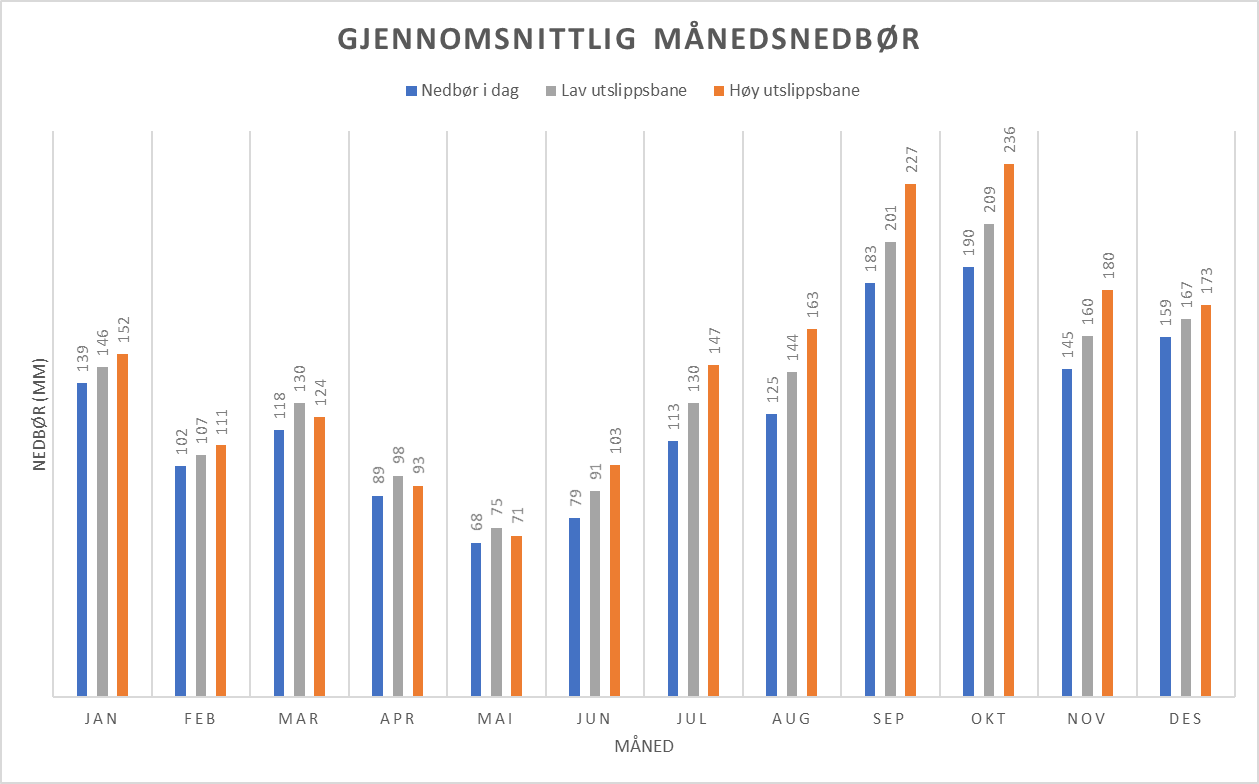 GJENNOMSNITTLIG MÅNEDSNEDBØR
Nedbør i dag Lav utslippsbane Høy utslippsbane
NEDBØR (MM)
139 146 152
102 107 111
118 130 124
89 98 93
68 75 71
79 91 103
113 130 147
125 144 163
183 201 227
190 209 236
145 160 180
159 167 173
JAN FEB MAR APR MAI JUN JUL AUG SEP OKT NOV DES
MÅNED